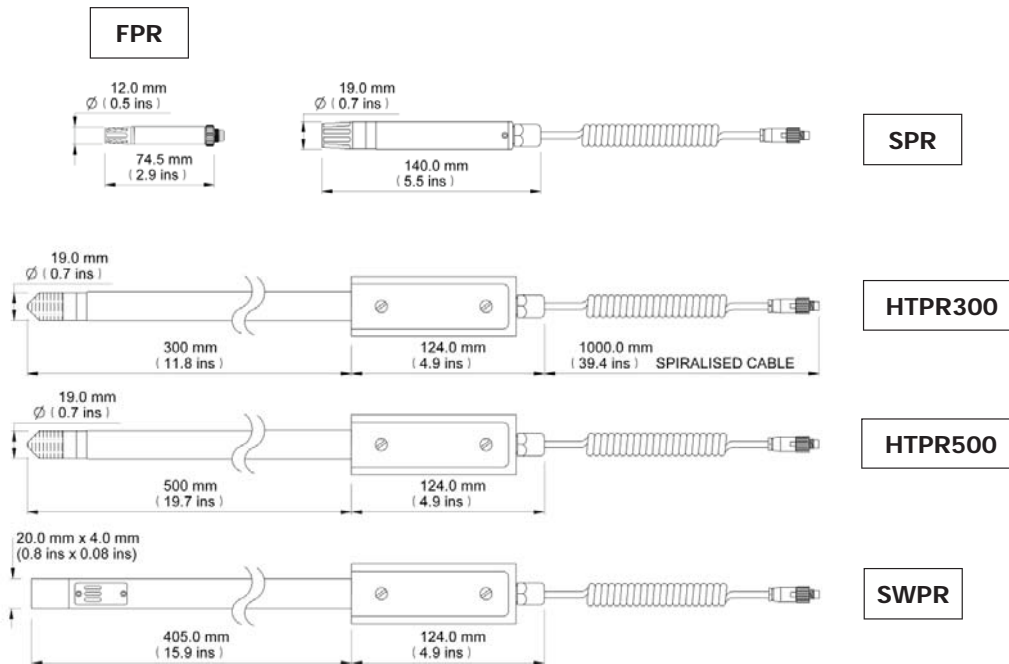 FPR
12.0 mm
Ø ( 0.5 ins )
74.5 mm
( 2.9 ins )
19.0 mm
Ø ( 0.7 ins )
140.0 mm
( 5.5 ins )
SPR
19.0 mm
Ø ( 0.7 ins )
300 mm
(11.8 ins)
124.0 mm
( 4.9 ins )
1000.0 mm
( 39.4 ins ) SPIRALISED CABLE
HTPR300
19.0 mm
Ø ( 0.7 ins )
500 mm
(19.7 ins)
124.0 mm
( 4.9 ins )
HTPR500
20.0 mm x 4.0 mm
(0.8 ins x 0.08 ins)
405.0 mm
(15.9 ins)
124.0 mm
( 4.9 ins )
SWPR